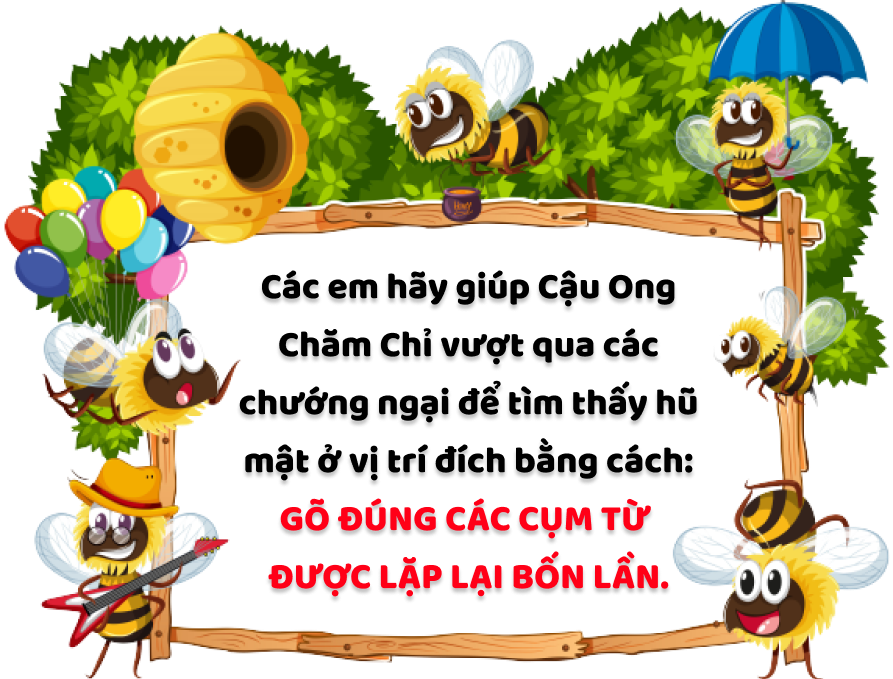 Hony
Các em hãy giúp Cậu Ong
Chăm Chỉ vượt qua các
chướng ngại để tìm thấy hũ
mật ở vị trí đích bằng cách:
GÕ ĐÚNG CÁC CỤM TỪ
ĐƯỢC LẶP LẠI BỐN LẦN.